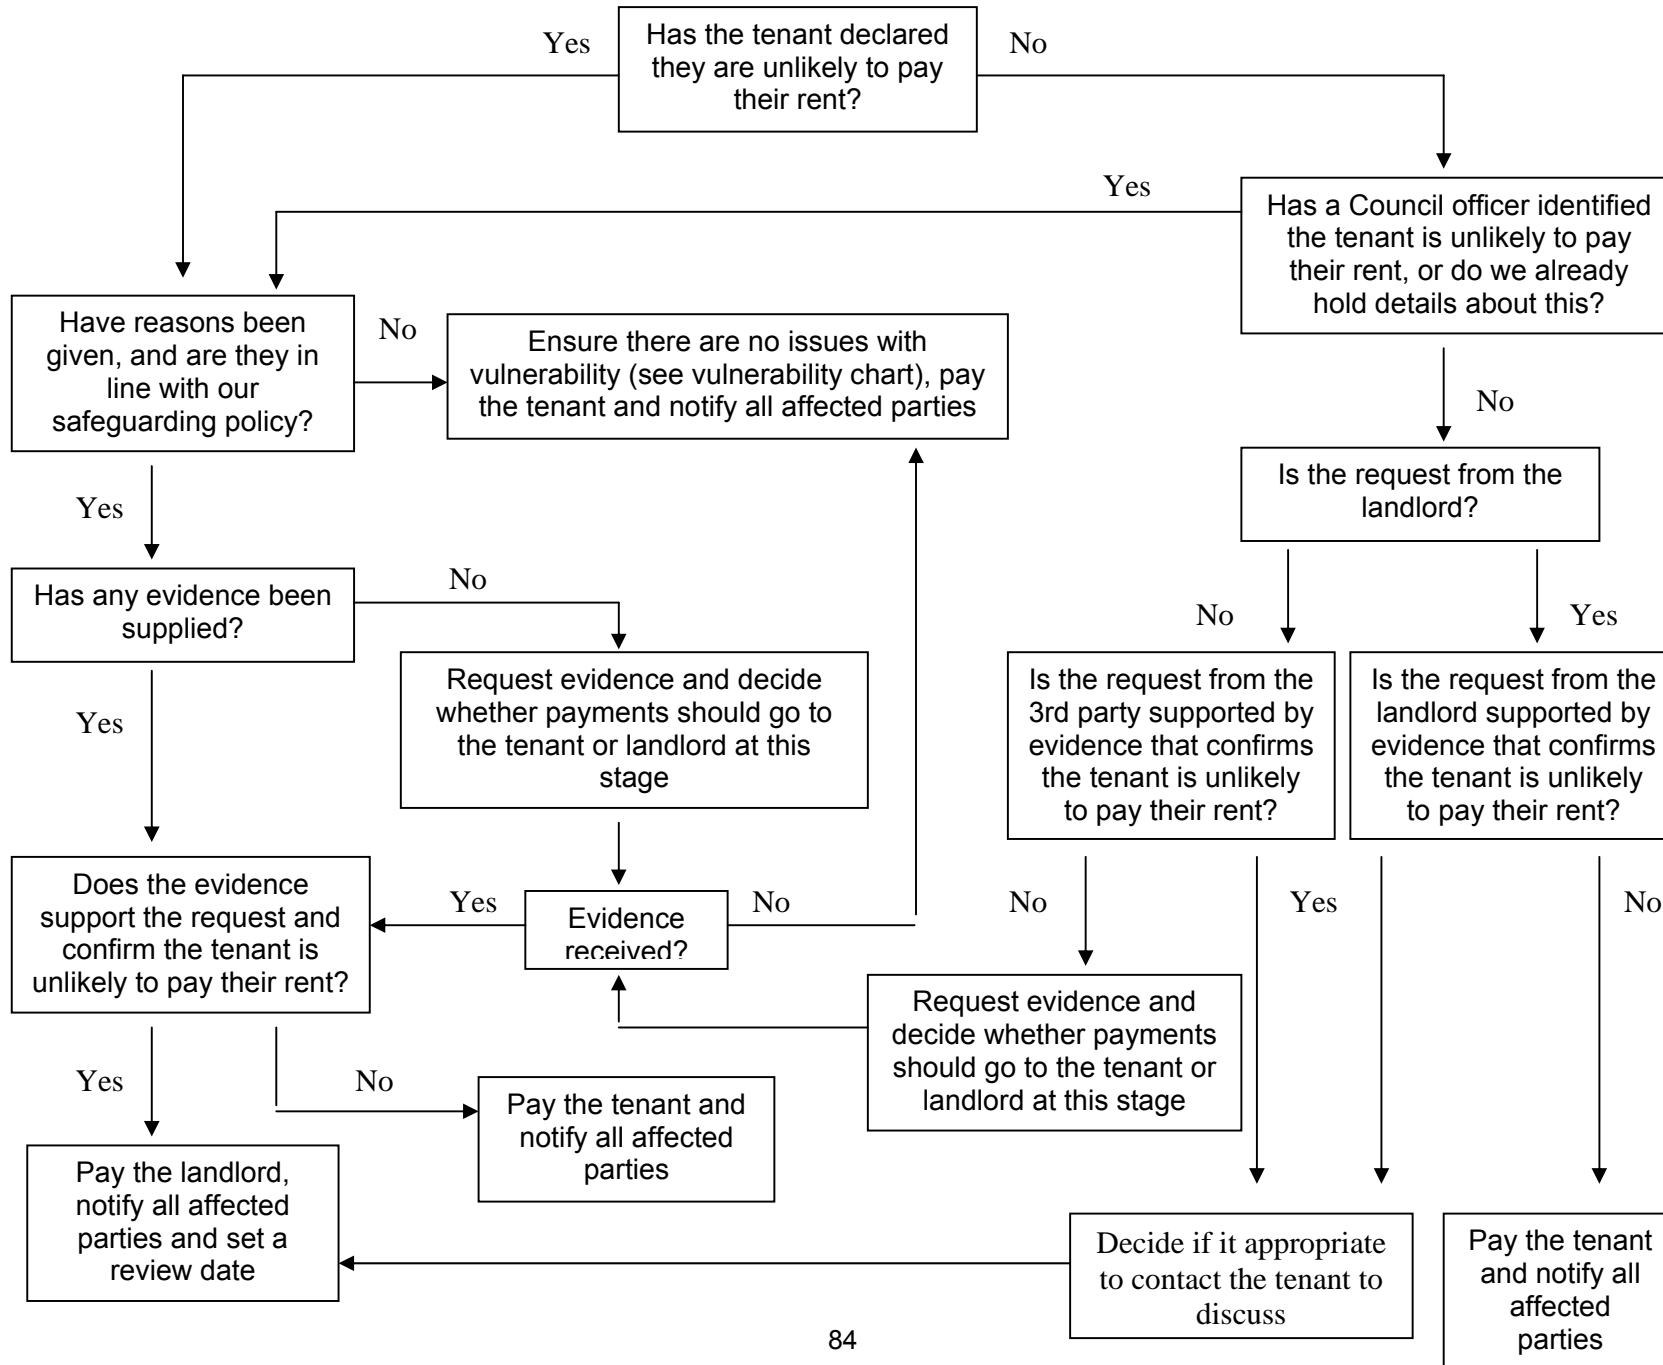 Yes
Has the tenant declared
they are unlikely to pay
their rent?
No
Yes
Has a Council officer identified
the tenant is unlikely to pay
their rent, or do we already
hold details about this?
Have reasons been
given, and are they in
line with our
safeguarding policy?
No
Ensure there are no issues with
vulnerability (see vulnerability chart), pay
the tenant and notify all affected parties
No
Is the request from the
landlord?
Yes
Has any evidence been
supplied?
No
No
Yes
Request evidence and decide
whether payments should go to
the tenant or landlord at this
stage
Is the request from the
3rd party supported by
evidence that confirms
the tenant is unlikely
to pay their rent?
Is the request from the
landlord supported by
evidence that confirms
the tenant is unlikely
to pay their rent?
Yes
Does the evidence
support the request and
confirm the tenant is
unlikely to pay their rent?
Yes
Evidence
received?
No
No
Yes
No
Request evidence and
decide whether payments
should go to the tenant or
landlord at this stage
Yes
No
Pay the tenant and
notify all affected
parties
Pay the landlord,
notify all affected
parties and set a
review date
Decide if it appropriate
to contact the tenant to
discuss
Pay the tenant
and notify all
affected
parties
84